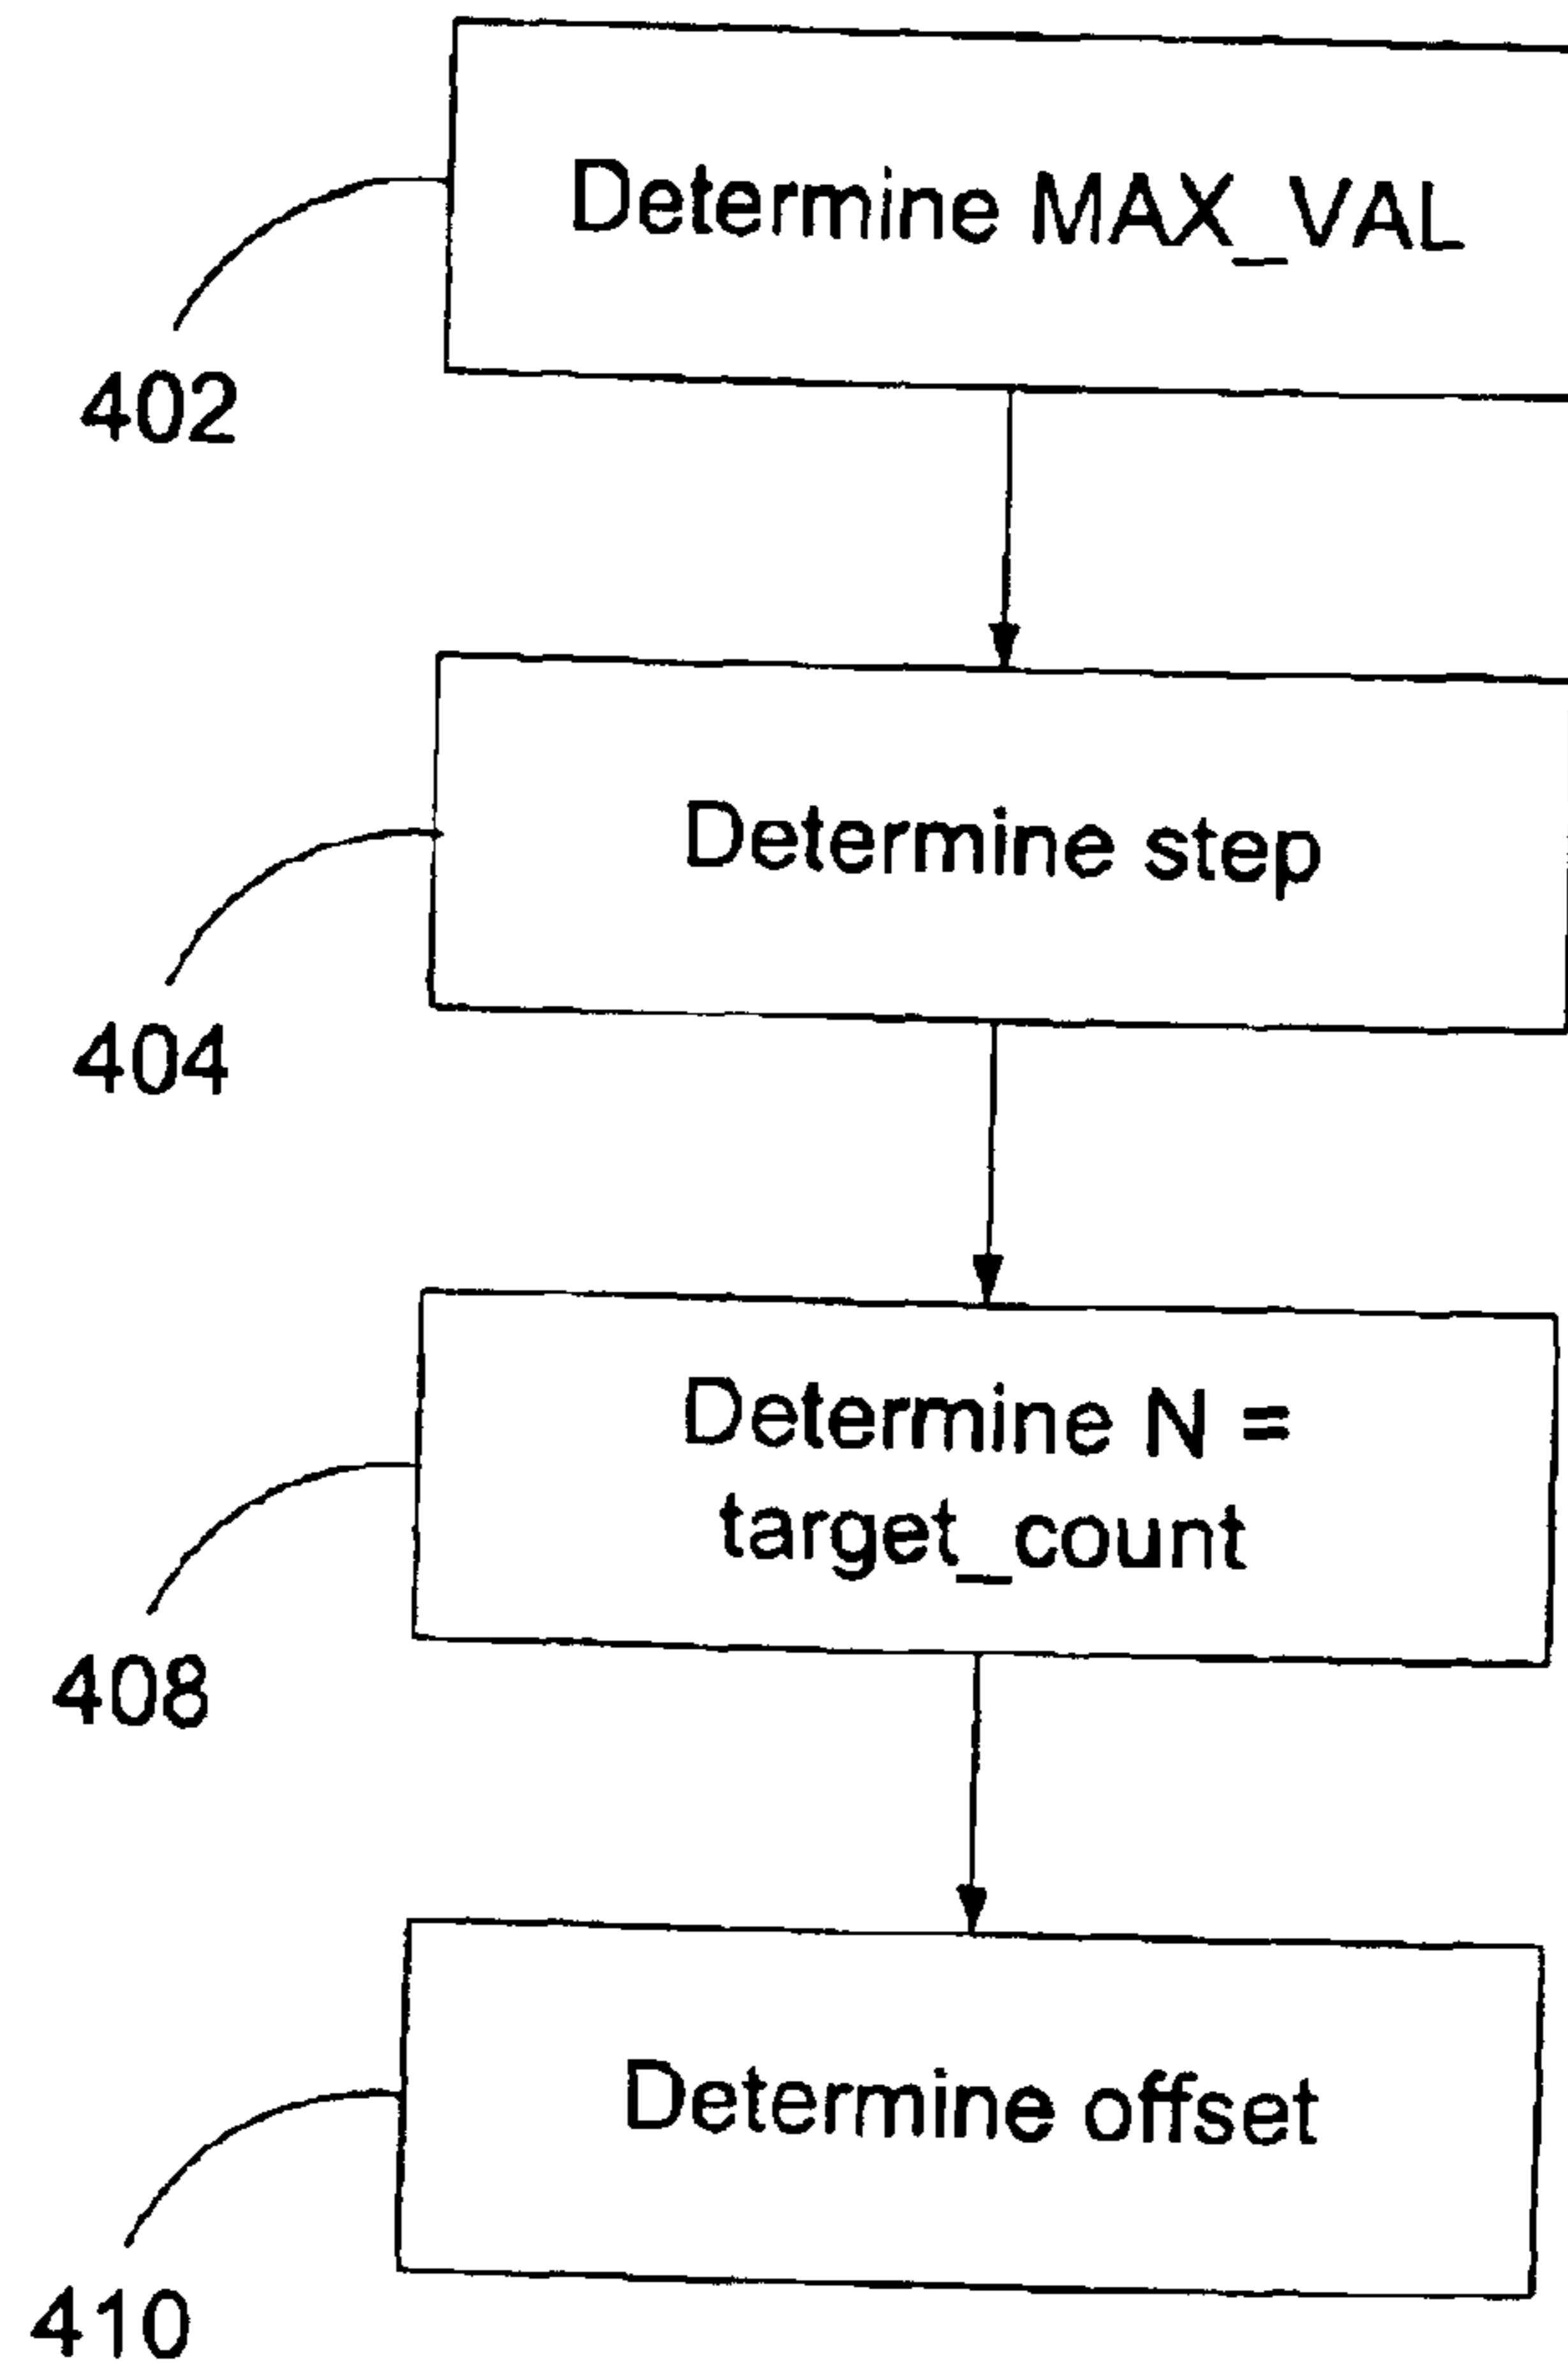 Determine MAX_VAL
402
Determine step
404
Determine N =
target_count
408
Determine offset
410